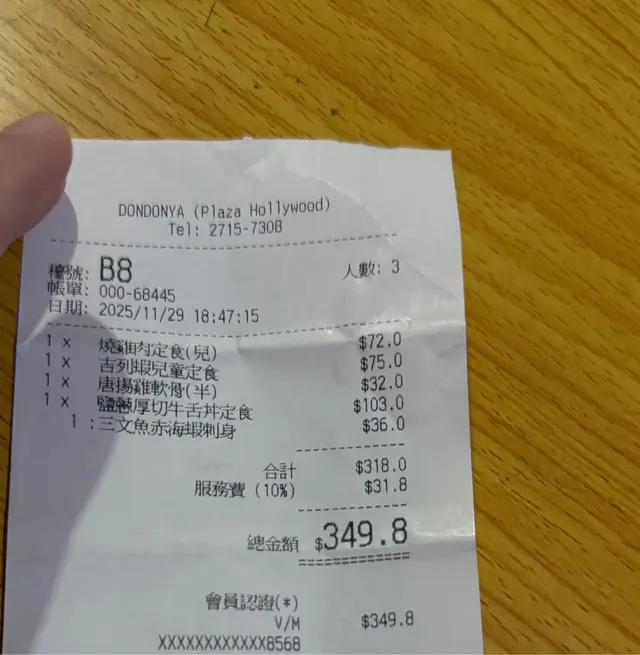 DONDONYA (Plaza Hollywood)
Tel: 2715-7308
檯號: B8 人數: 3
帳單: 000-68445
日期: 2025/11/29 18:47:15
1 x 燒雞肉定食(兒) $72.0
1 x 吉列蝦兒童定食 $75.0
1 x 唐揚雞軟骨(半) $32.0
1 x 鹽蔥厚切牛舌丼定食 $103.0
1 :三文魚赤海蝦刺身 $36.0
合計 $318.0
服務費 (10%) $31.8
總金額 $349.8
會員認證(*)
V/M $349.8
XXXXXXXXXXXX8568